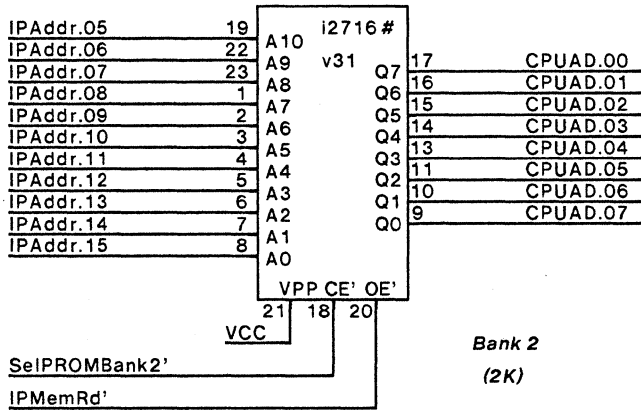 i2716#
v31
IPAddr.05 19 A10
IPAddr.06 22 A9
IPAddr.07 23 A8
IPAddr.08 1 A7
IPAddr.09 2 A6
IPAddr.10 3 A5
IPAddr.11 4 A4
IPAddr.12 5 A3
IPAddr.13 6 A2
IPAddr.14 7 A1
IPAddr.15 8 A0
Q7 17 CPUAD.00
Q6 16 CPUAD.01
Q5 15 CPUAD.02
Q4 14 CPUAD.03
Q3 13 CPUAD.04
Q2 11 CPUAD.05
Q1 10 CPUAD.06
Q0 9 CPUAD.07
VPP CE' OE'
21 18 20
VCC
SelPROMBank2'
IPMemRd'
Bank 2
(2K)